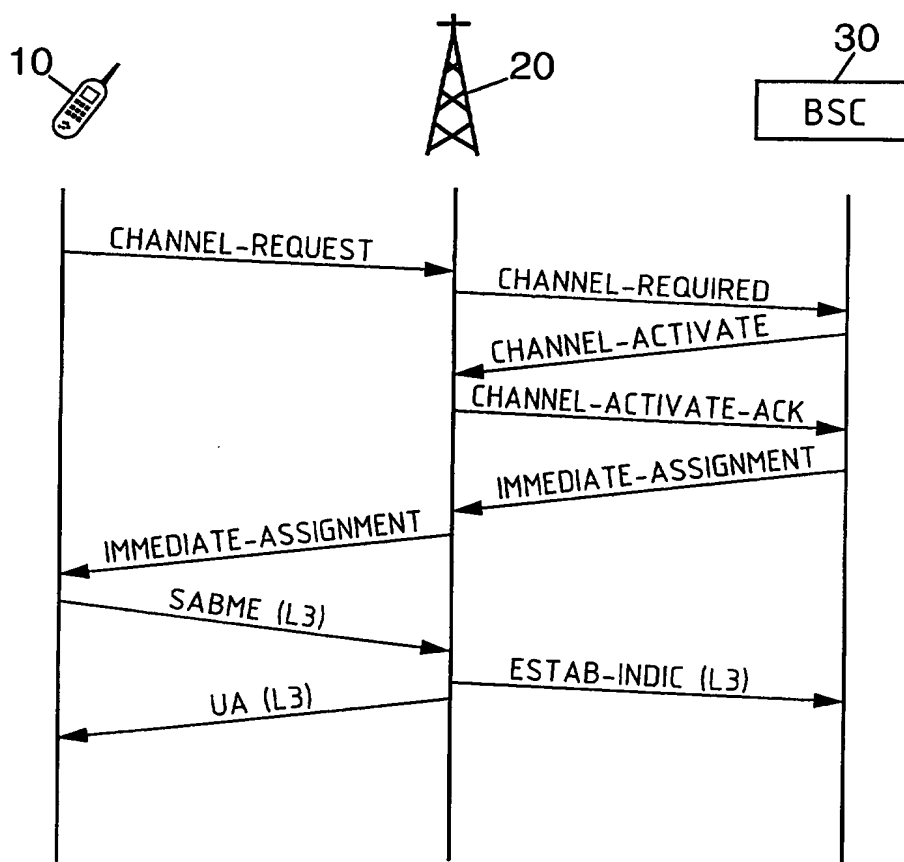 10
20
30
BSC
CHANNEL-REQUEST
CHANNEL-REQUIRED
CHANNEL-ACTIVATE
CHANNEL-ACTIVATE-ACK
IMMEDIATE-ASSIGNMENT
IMMEDIATE-ASSIGNMENT
SABME (L3)
ESTAB-INDIC (L3)
UA (L3)